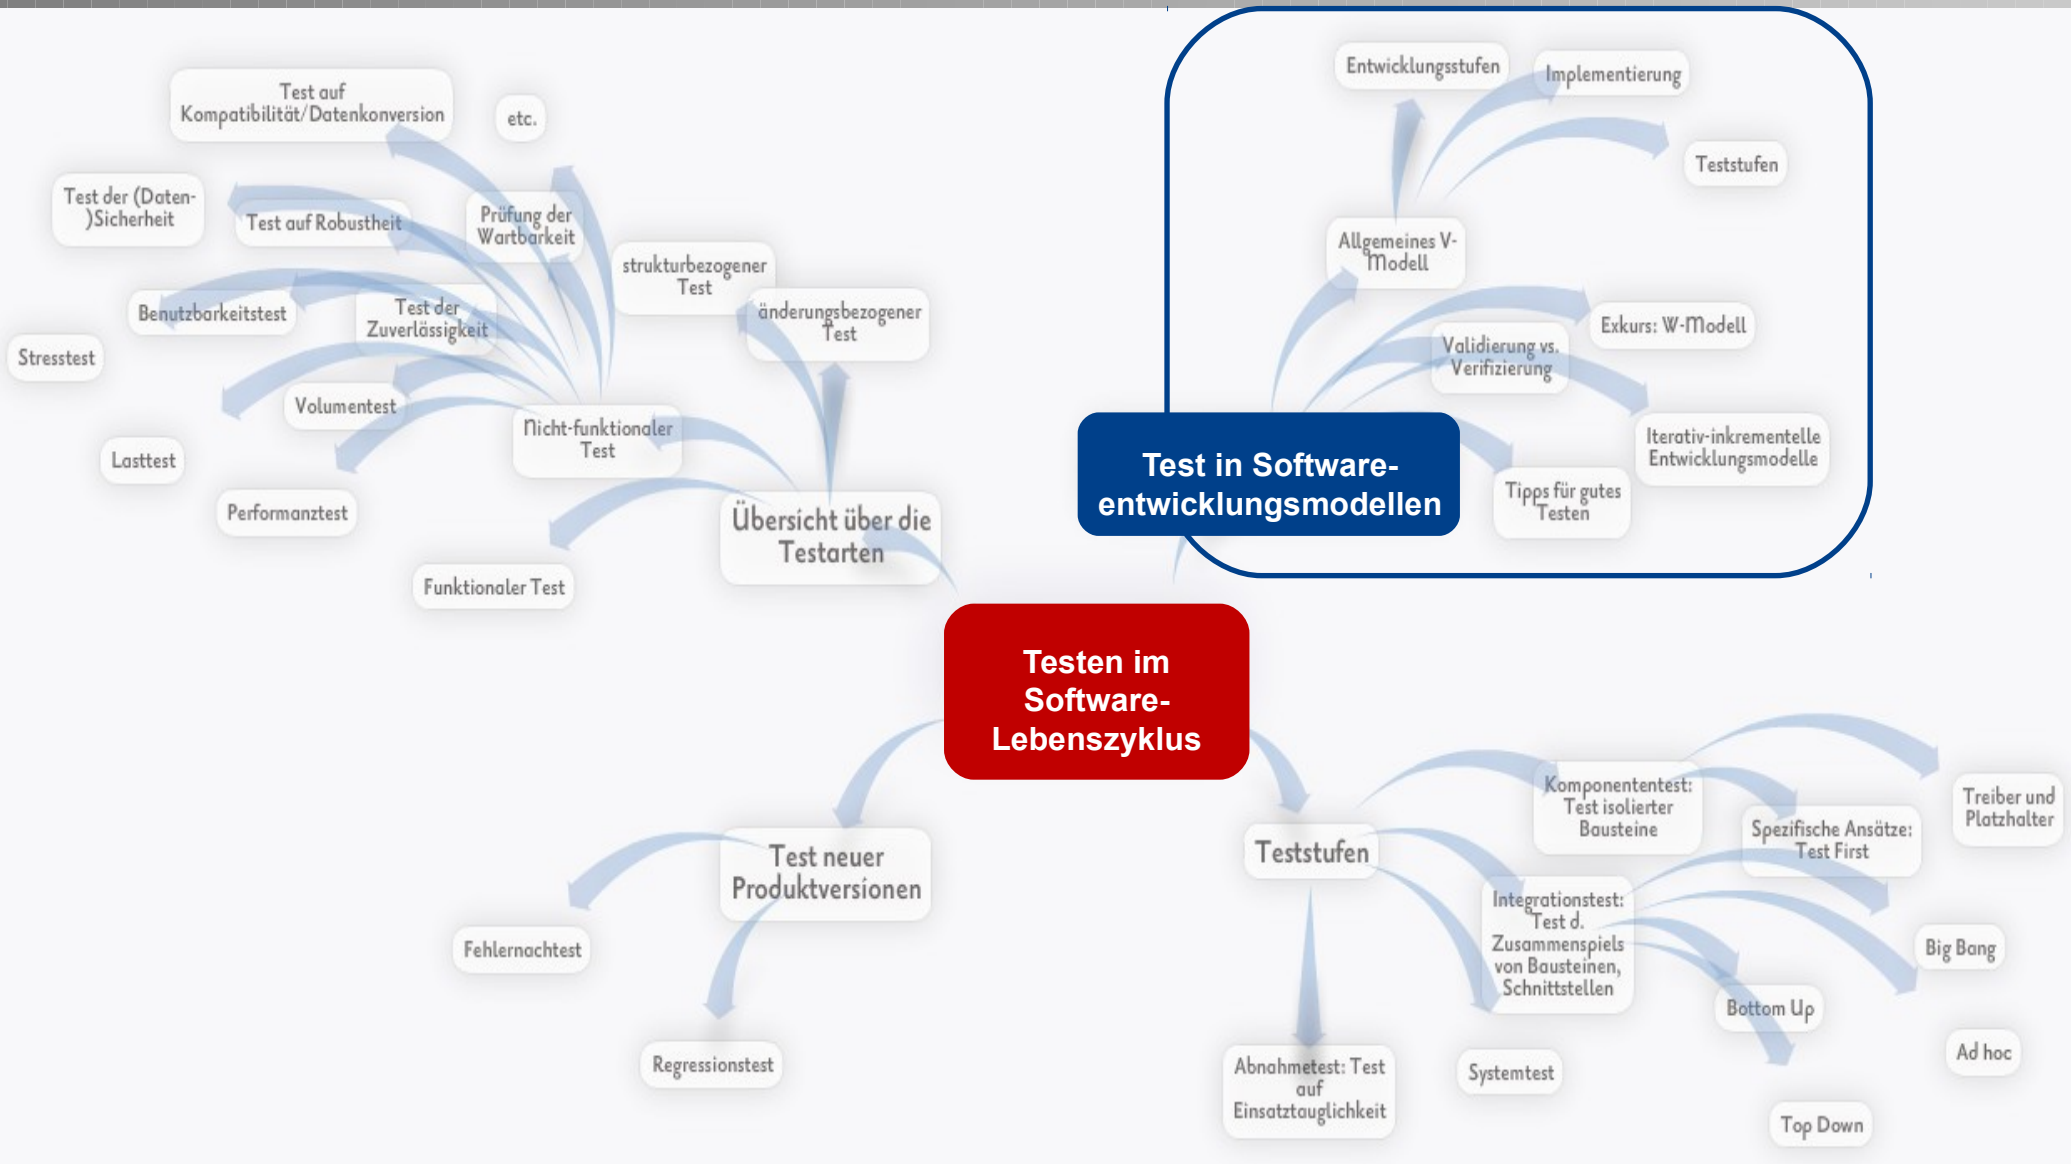 Test auf
Kompatibilität/Datenkonversion
etc.
Test der (Daten-
)Sicherheit
Test auf Robustheit
Prüfung der
Wartbarkeit
strukturbezogener
Test
änderungsbezogener
Test
Benutzbarkeitstest
Test der
Zuverlässigkeit
Stresstest
Volumentest
Nicht-funktionaler
Test
Lasttest
Performanztest
Übersicht über die
Testarten
Funktionaler Test
Entwicklungsstufen
Implementierung
Teststufen
Allgemeines V-
Modell
Exkurs: W-Modell
Validierung vs.
Verifizierung
Iterativ-inkrementelle
Entwicklungsmodelle
Tipps für gutes
Testen
Test in Software-
entwicklungsmodellen
Testen im
Software-
Lebenszyklus
Test neuer
Produktversionen
Fehlernachtest
Regressionstest
Teststufen
Komponententest:
Test isolierter
Bausteine
Treiber und
Platzhalter
Spezifische Ansätze:
Test First
Integrationstest:
Test d.
Zusammenspiels
von Bausteinen,
Schnittstellen
Big Bang
Bottom Up
Ad hoc
Top Down
Systemtest
Abnahmetest: Test
auf
Einsatztauglichkeit